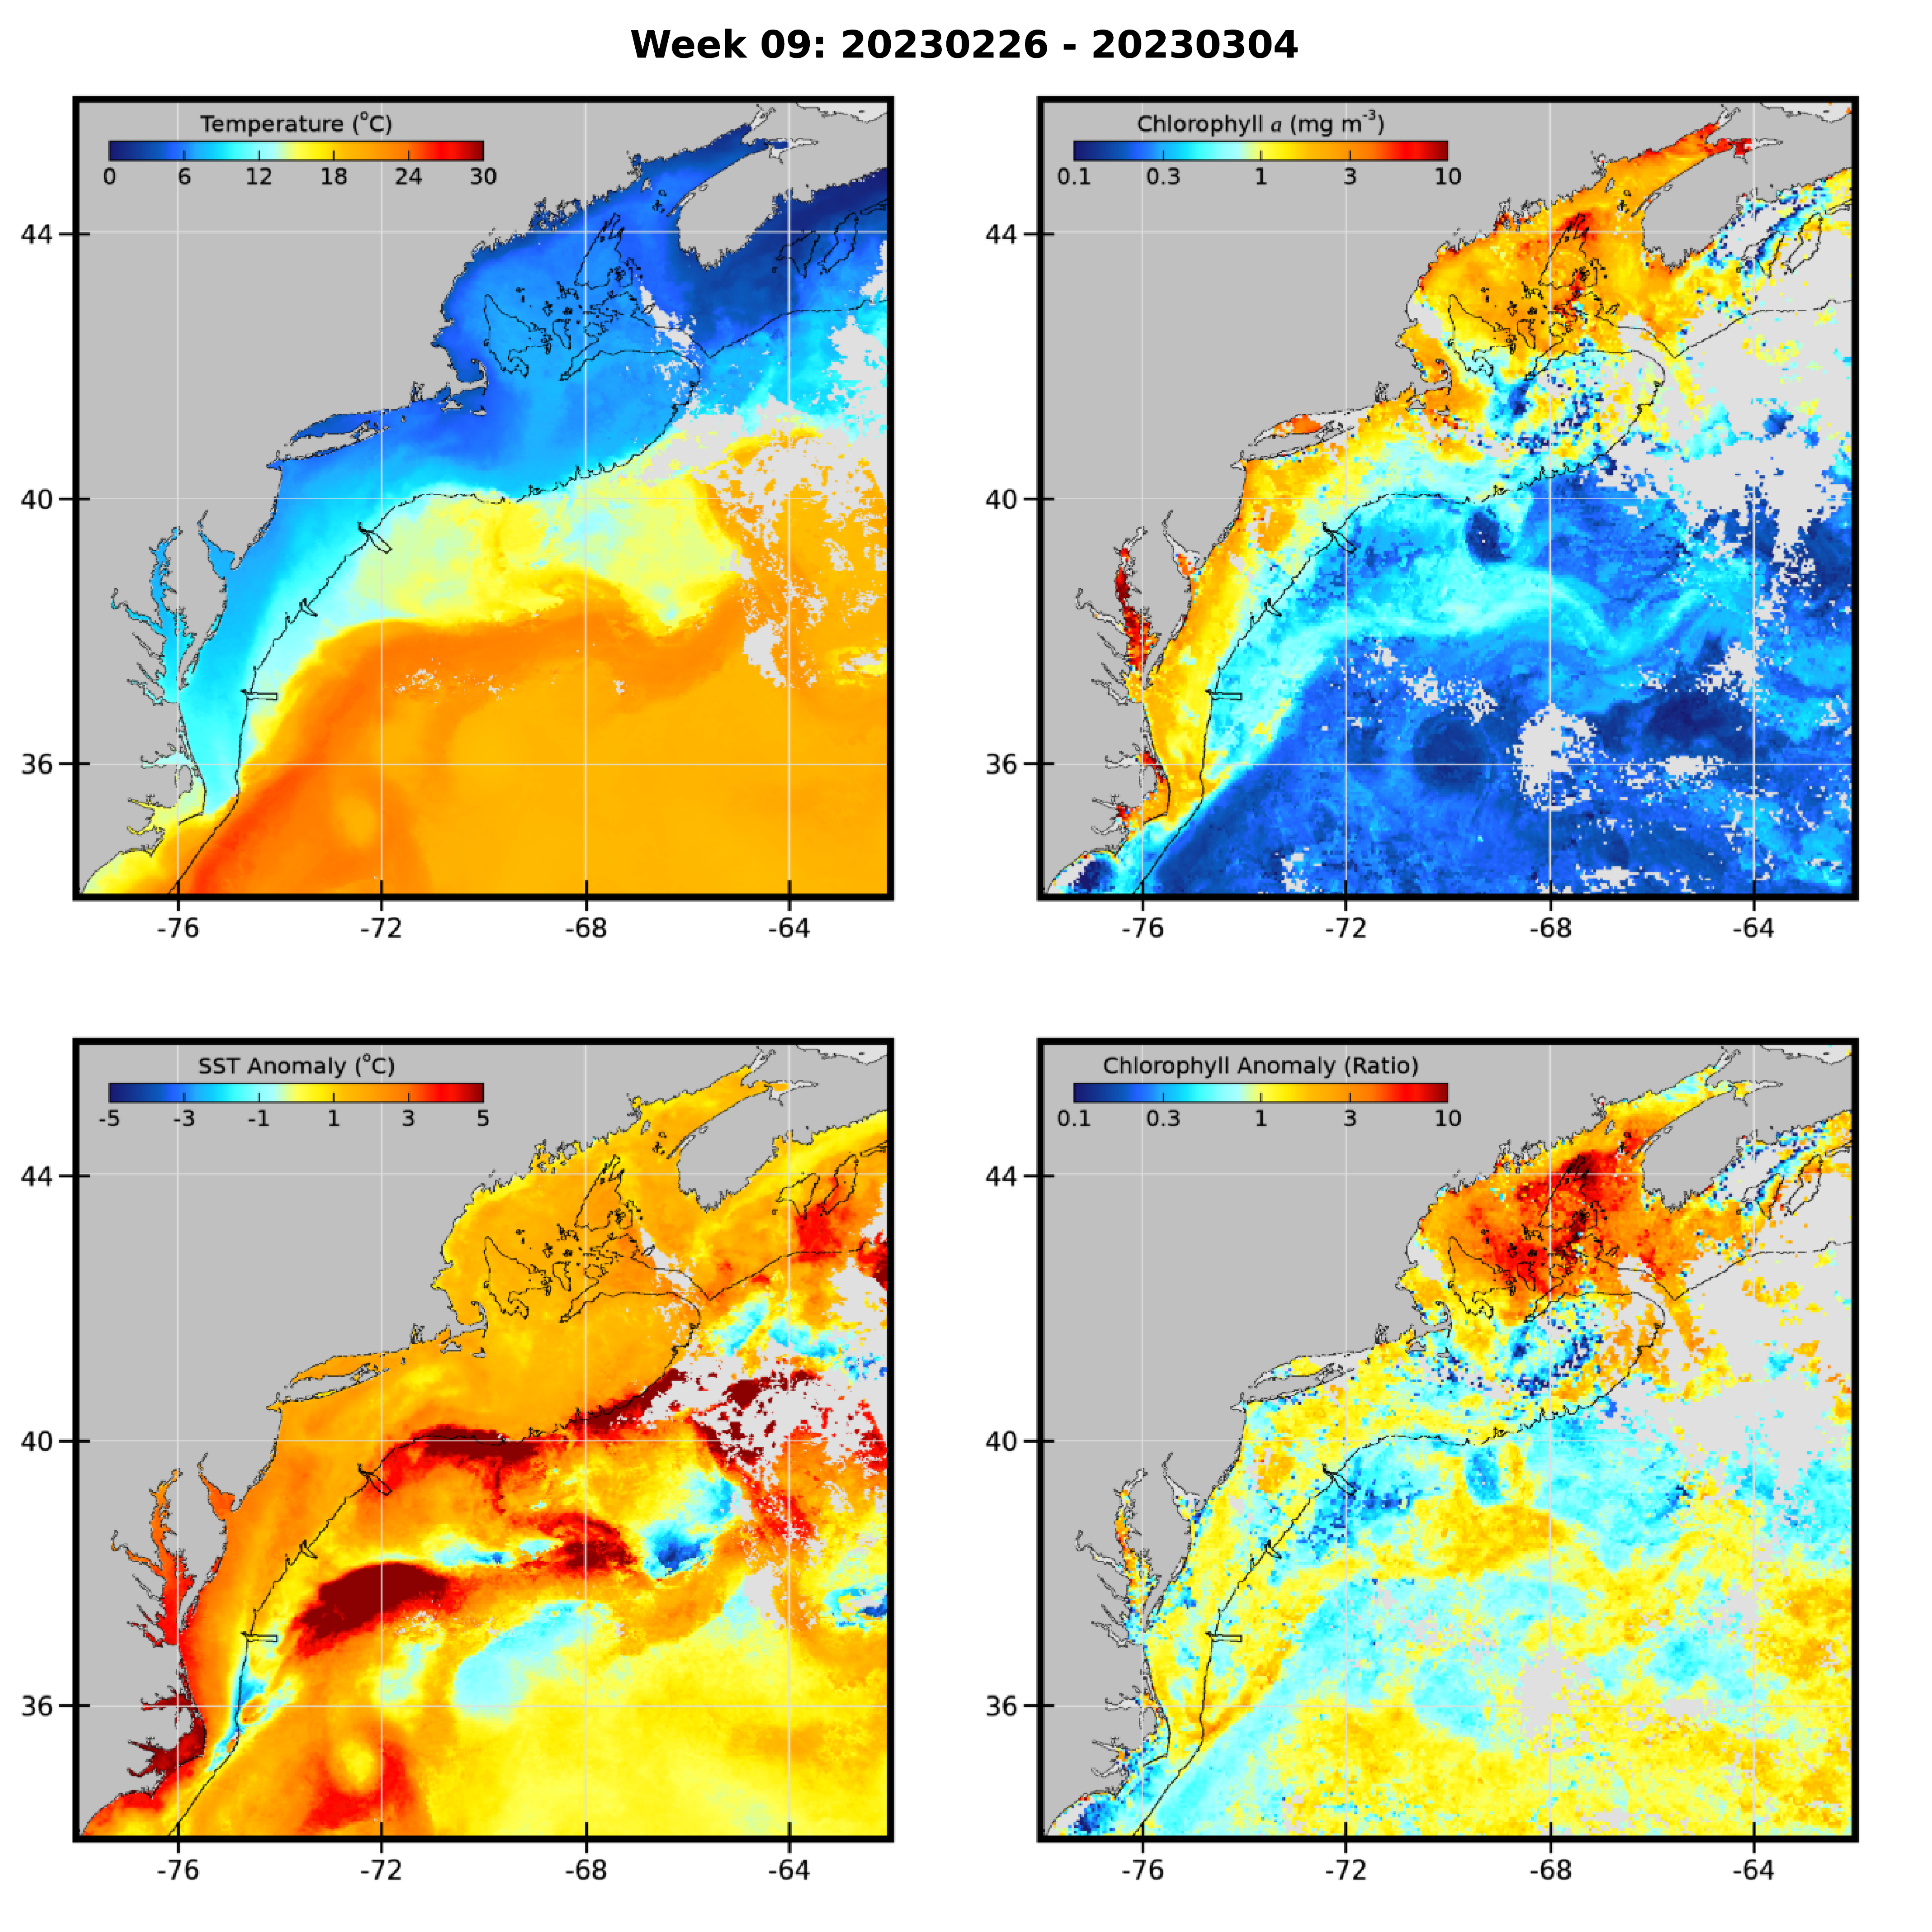 Week 09: 20230226 - 20230304
Temperature (°C)
0 6 12 18 24 30
44
40
36
-76 -72 -68 -64
Chlorophyll a (mg m⁻³)
0.1 0.3 1 3 10
44
40
36
-76 -72 -68 -64
SST Anomaly (°C)
-5 -3 -1 1 3 5
44
40
36
-76 -72 -68 -64
Chlorophyll Anomaly (Ratio)
0.1 0.3 1 3 10
44
40
36
-76 -72 -68 -64